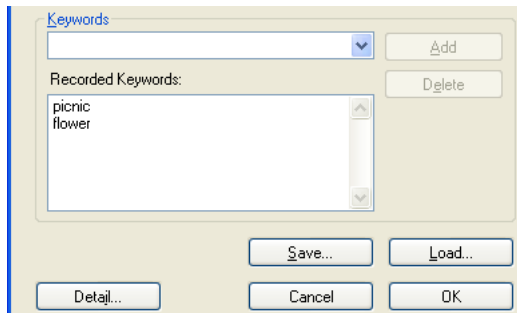 Keywords
Add
Recorded Keywords:
Delete
picnic
flower
Save...
Load...
Detail...
Cancel
OK